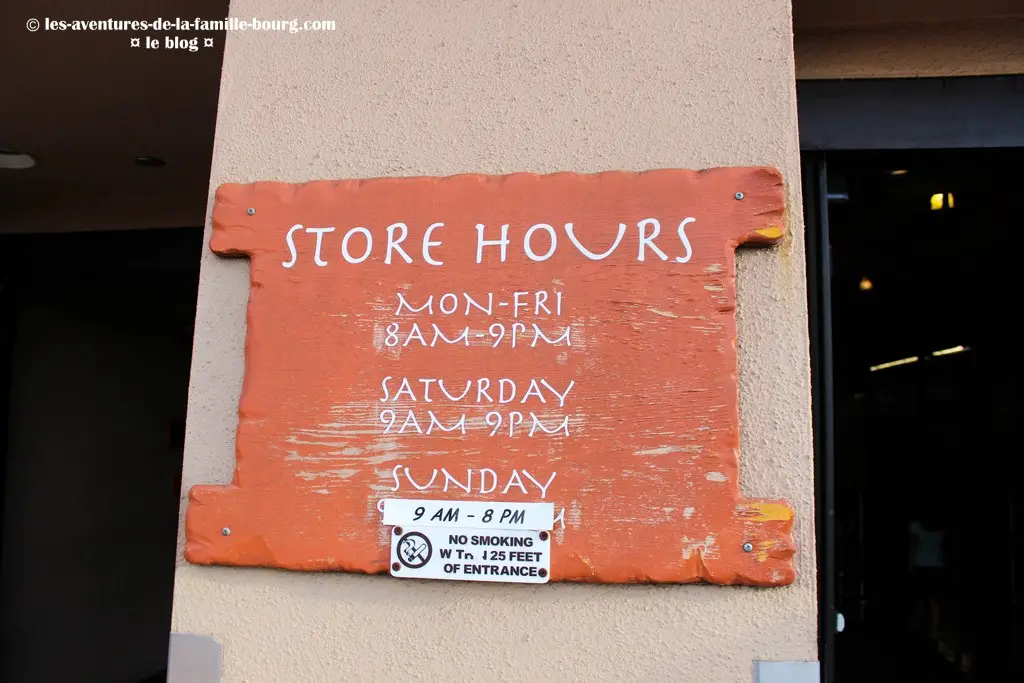 © les-aventures-de-la-famille-bourg.com
¤ le blog ¤
STORE HOURS
MON-FRI
8AM-9PM
SATURDAY
9AM 9PM
SUNDAY
9 AM - 8 PM
NO SMOKING
25 FEET
OF ENTRANCE